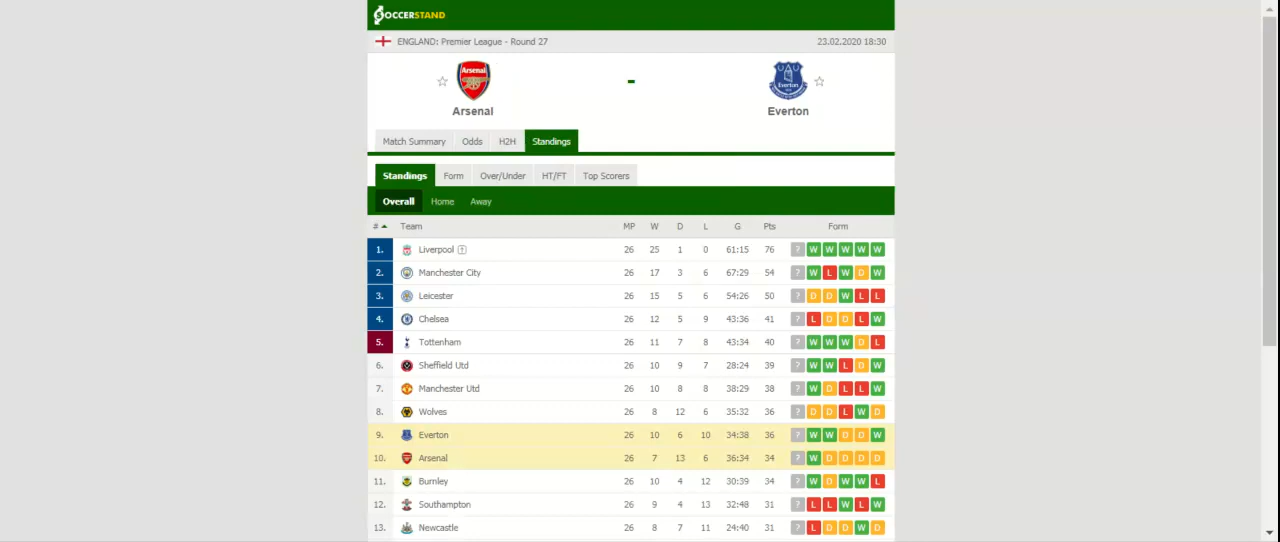 SOCCERSTAND
ENGLAND: Premier League - Round 27 23.02.2020 18:30
Arsenal - Everton
Arsenal Everton
Match Summary Odds H2H Standings
Standings Form Over/Under HT/FT Top Scorers
Overall Home Away
# Team MP W D L G Pts Form
1. Liverpool 26 25 1 0 61:15 76 ? W W W W W
2. Manchester City 26 17 3 6 67:29 54 ? W L W D W
3. Leicester 26 15 5 6 54:26 50 ? D D W L L
4. Chelsea 26 12 5 9 43:36 41 ? L D D L W
5. Tottenham 26 11 7 8 43:34 40 ? W W W D L
6. Sheffield Utd 26 10 9 7 28:24 39 ? W W L D W
7. Manchester Utd 26 10 8 8 38:29 38 ? W D L L W
8. Wolves 26 8 12 6 35:32 36 ? D D L W D
9. Everton 26 10 6 10 34:38 36 ? W W D D W
10. Arsenal 26 7 13 6 36:34 34 ? W D D D D
11. Burnley 26 10 4 12 30:39 34 ? W D W W L
12. Southampton 26 9 4 13 32:48 31 ? L L W L W
13. Newcastle 26 8 7 11 24:40 31 ? L D D W D